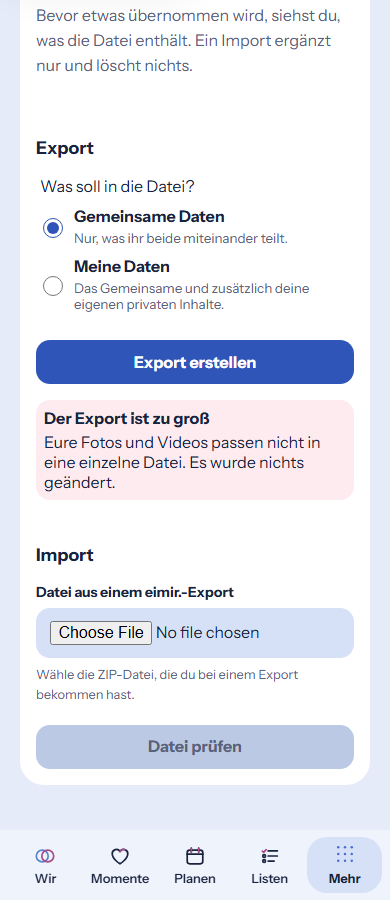 Bevor etwas übernommen wird, siehst du,
was die Datei enthält. Ein Import ergänzt
nur und löscht nichts.
Export
Was soll in die Datei?
Gemeinsame Daten
Nur, was ihr beide miteinander teilt.
Meine Daten
Das Gemeinsame und zusätzlich deine
eigenen privaten Inhalte.
Export erstellen
Der Export ist zu groß
Eure Fotos und Videos passen nicht in
eine einzelne Datei. Es wurde nichts
geändert.
Import
Datei aus einem eimir.-Export
Choose File No file chosen
Wähle die ZIP-Datei, die du bei einem Export
bekommen hast.
Datei prüfen
Wir Momente Planen Listen Mehr